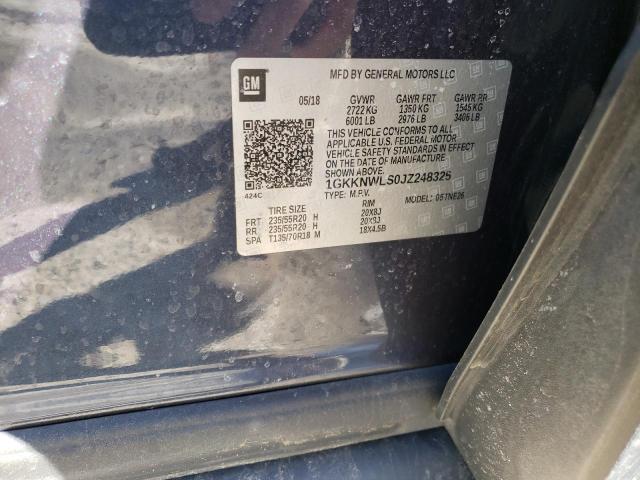 GM
MFD BY GENERAL MOTORS LLC
05/18 GVWR GAWR FRT GAWR RR
2722 KG 1350 KG 1545 KG
6001 LB 2976 LB 3406 LB
THIS VEHICLE CONFORMS TO ALL
APPLICABLE U.S. FEDERAL MOTOR
VEHICLE SAFETY STANDARDS IN EFFECT
ON THE DATE OF MANUFACTURE
SHOWN ABOVE.
1GKKNWLS0JZ248325
424C TYPE: M.P.V. MODEL: 05TNE26
TIRE SIZE RIM
FRT 235/55R20 H 20X8J
RR 235/55R20 H 20X8J
SPA T135/70R18 M 18X4.5B